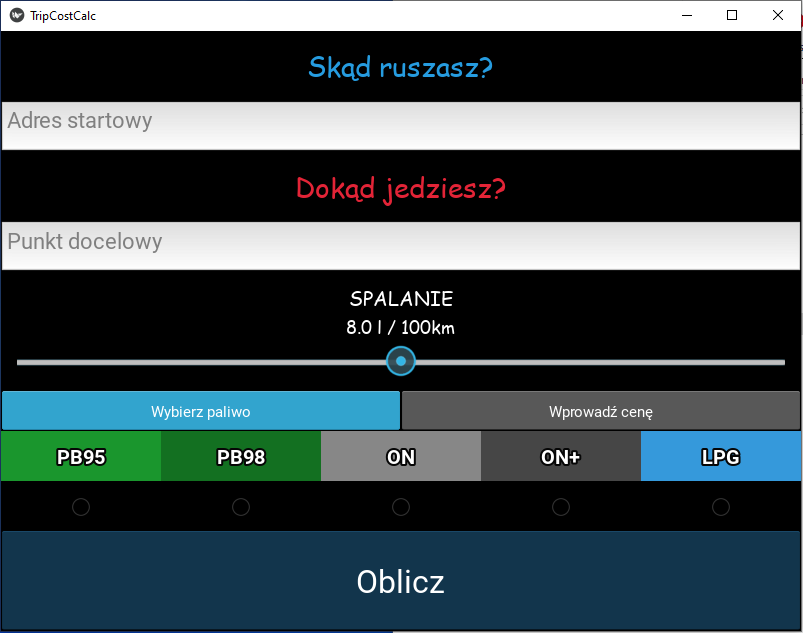 TripCostCalc
Skąd ruszasz?
Adres startowy
Dokąd jedziesz?
Punkt docelowy
SPALANIE
8.0 l / 100km
Wybierz paliwo Wprowadź cenę
PB95 PB98 ON ON+ LPG
Oblicz